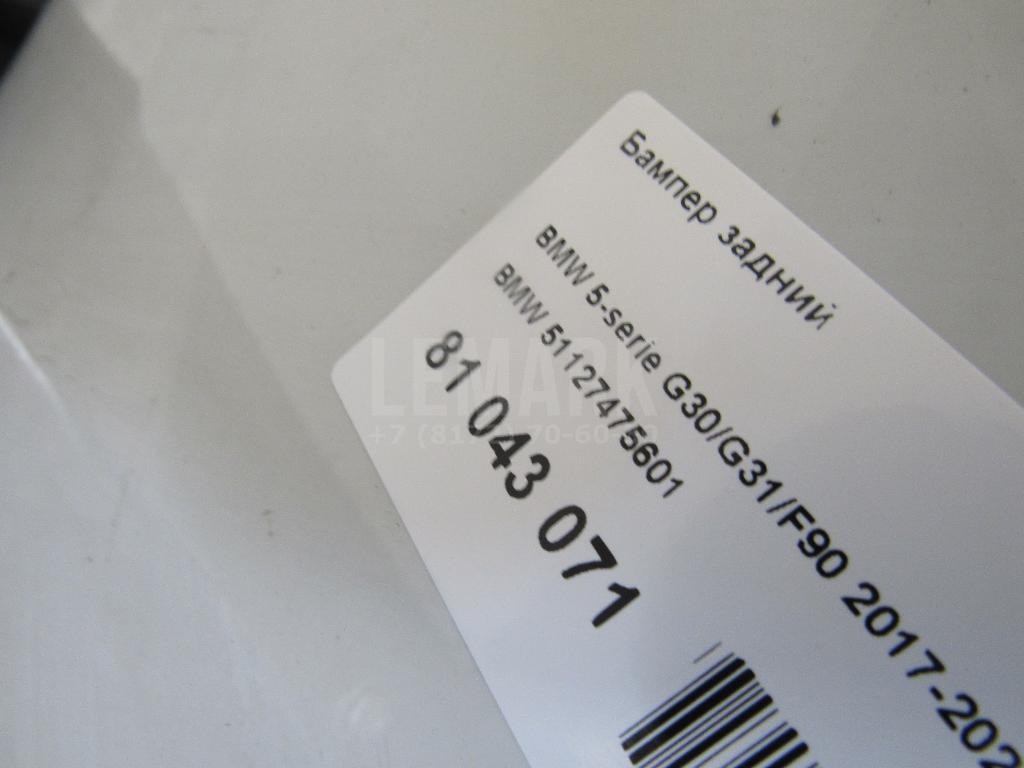 Бампер задний
BMW 5-serie G30/G31/F90 2017-202
BMW 51127475601
81 043 071
LEMARK